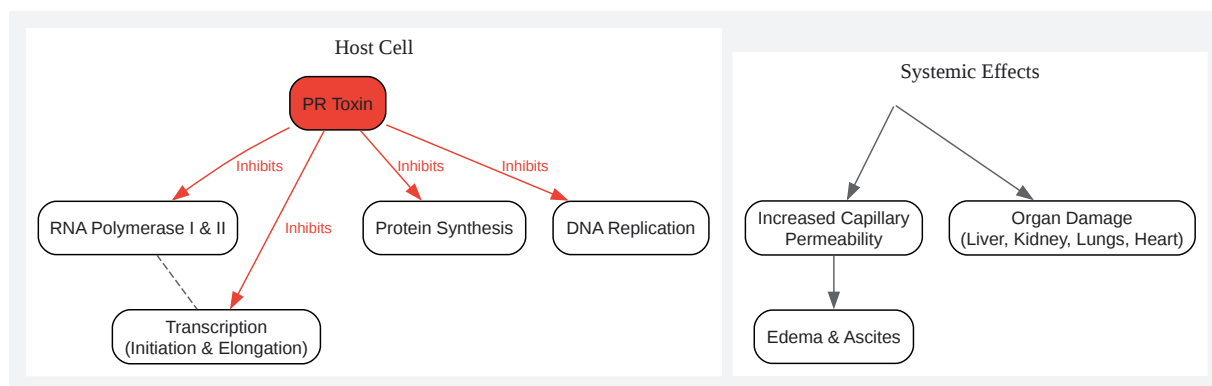 Host Cell
PR Toxin
Inhibits
Inhibits
Inhibits
RNA Polymerase I & II
Inhibits
Protein Synthesis
DNA Replication
Transcription
(Initiation & Elongation)
Systemic Effects
Increased Capillary
Permeability
Organ Damage
(Liver, Kidney, Lungs, Heart)
Edema & Ascites